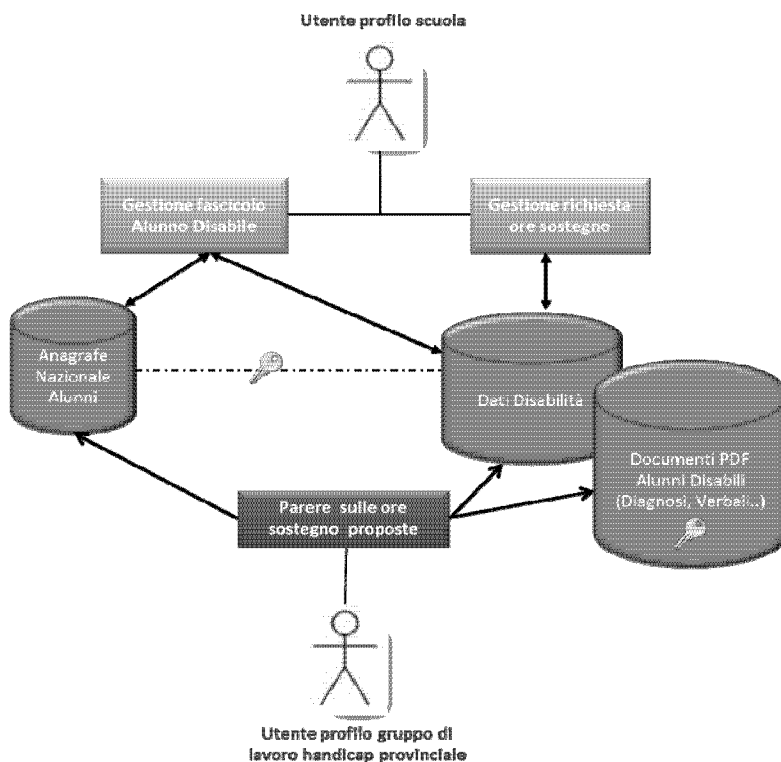 Utente profilo scuola
Gestione fascicolo
Alunno Disabile
Gestione richiesta
ore sostegno
Anagrafe
Nazionale
Alunni
Dati Disabilità
Documenti PDF
Alunni Disabili
(Diagnosi, Verbali..)
Parere sulle ore
sostegno proposte
Utente profilo gruppo di
lavoro handicap provinciale